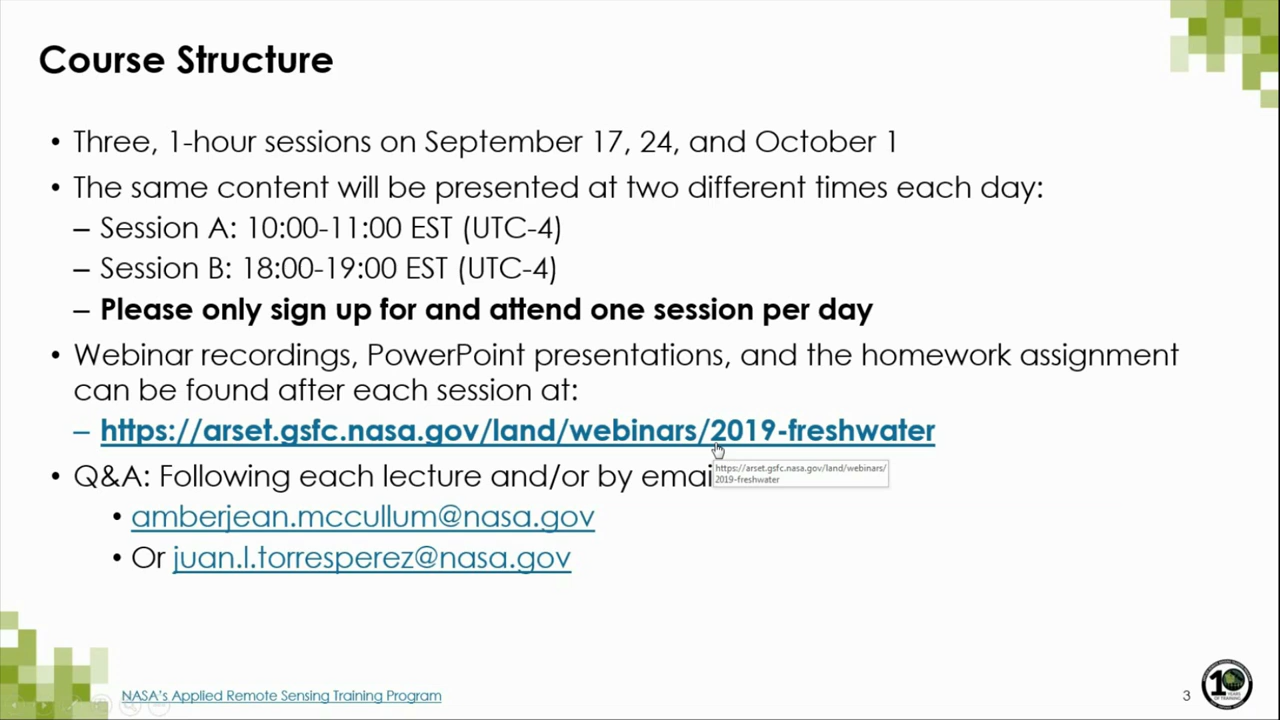 Course Structure
• Three, 1-hour sessions on September 17, 24, and October 1
• The same content will be presented at two different times each day:
– Session A: 10:00-11:00 EST (UTC-4)
– Session B: 18:00-19:00 EST (UTC-4)
– Please only sign up for and attend one session per day
• Webinar recordings, PowerPoint presentations, and the homework assignment
can be found after each session at:
– https://arset.gsfc.nasa.gov/land/webinars/2019-freshwater
https://arset.gsfc.nasa.gov/land/webinars/
2019-freshwater
• Q&A: Following each lecture and/or by emai
• amberjean.mccullum@nasa.gov
• Or juan.l.torresperez@nasa.gov
NASA's Applied Remote Sensing Training Program
3
10